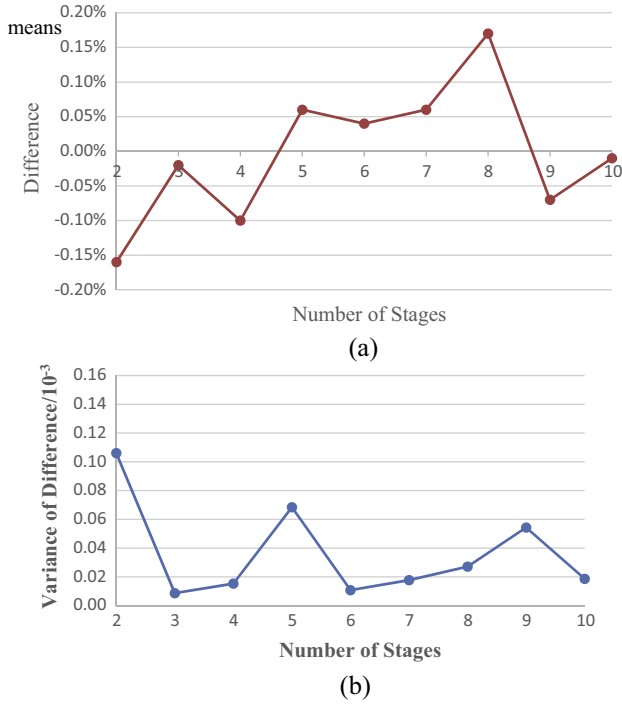 0.20%
means
0.15%
0.10%
0.05%
0.00%
2 3 4 5 6 7 8 9 10
-0.05%
-0.10%
-0.15%
-0.20%
Difference
Number of Stages
(a)
0.16
0.14
0.12
0.10
0.08
0.06
0.04
0.02
0.00
2 3 4 5 6 7 8 9 10
Variance of Difference/10⁻³
Number of Stages
(b)